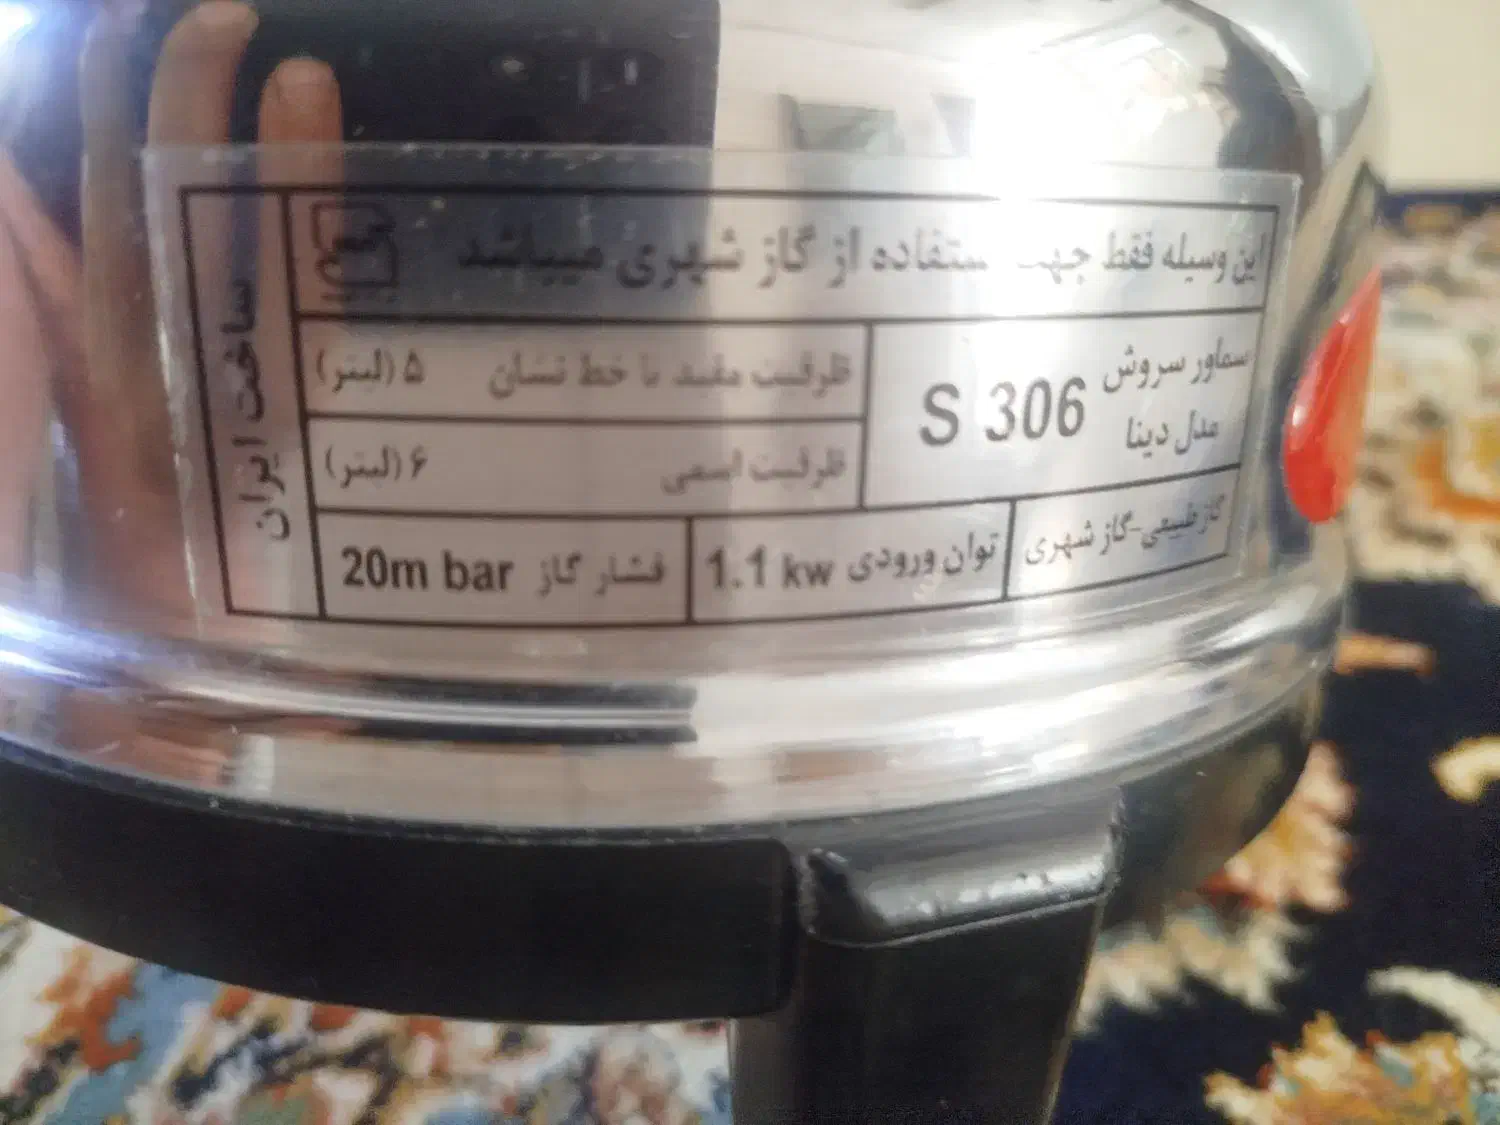 این وسیله فقط جهت استفاده از گاز شهری میباشد
سماور سروش
مدل دینا
S 306
ظرفیت مفید تا خط نشان ۵ (لیتر)
ظرفیت اسمی ۶ (لیتر)
گاز طبیعی-گاز شهری
توان ورودی 1.1 kw
فشار گاز 20m bar
ساخت ایران